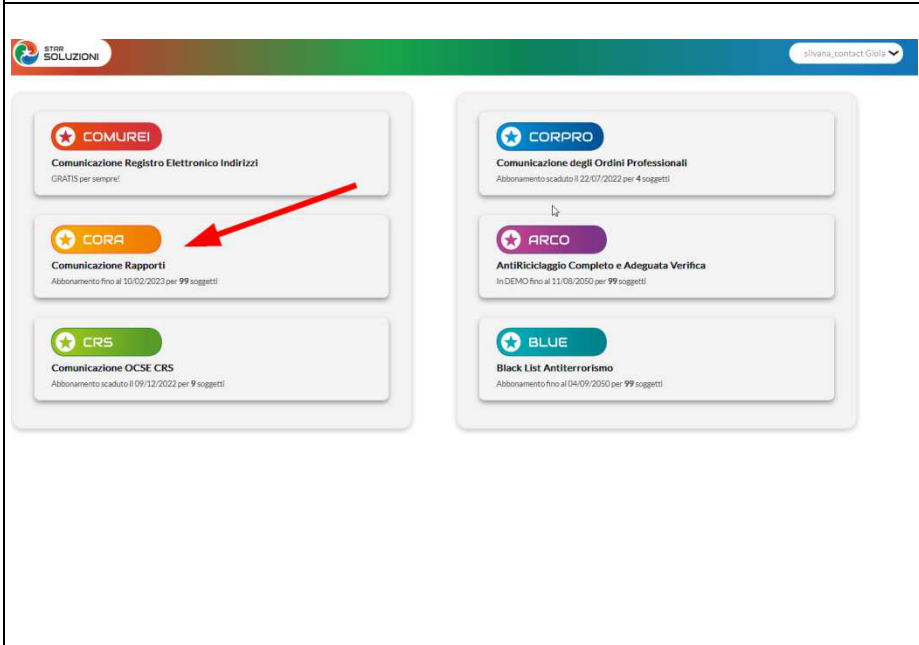 STAR
SOLUZIONI
silvana_contact Gioia
COMUREI
Comunicazione Registro Elettronico Indirizzi
GRATIS per sempre!
CORA
Comunicazione Rapporti
Abbonamento fino al 10/02/2023 per 99 soggetti
CRS
Comunicazione OCSE CRS
Abbonamento scaduto il 09/12/2022 per 9 soggetti
CORPRO
Comunicazione degli Ordini Professionali
Abbonamento scaduto il 22/07/2022 per 4 soggetti
ARCO
AntiRiciclaggio Completo e Adeguata Verifica
In DEMO fino al 11/08/2050 per 99 soggetti
BLUE
Black List Antiterrorismo
Abbonamento fino al 04/09/2050 per 99 soggetti